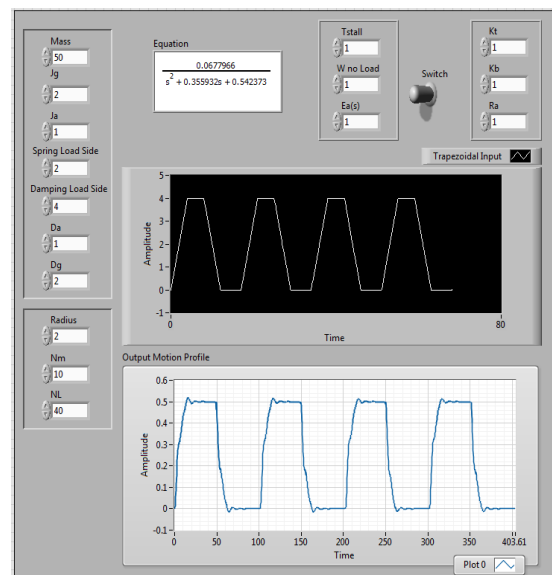 Mass
50
Jg
2
Ja
1
Spring Load Side
2
Damping Load Side
4
Da
1
Dg
2
Radius
2
Nm
10
NL
40
Equation
0.0677966
s^2 + 0.355932s + 0.542373
Tstall
1
W no Load
1
Ea(s)
1
Switch
Kt
1
Kb
1
Ra
1
Trapezoidal Input
5
4
3
2
1
0
-1
Amplitude
0 80
Time
Output Motion Profile
0.6
0.5
0.4
0.3
0.2
0.1
0
-0.1
Amplitude
0 50 100 150 200 250 300 350 403.61
Time
Plot 0